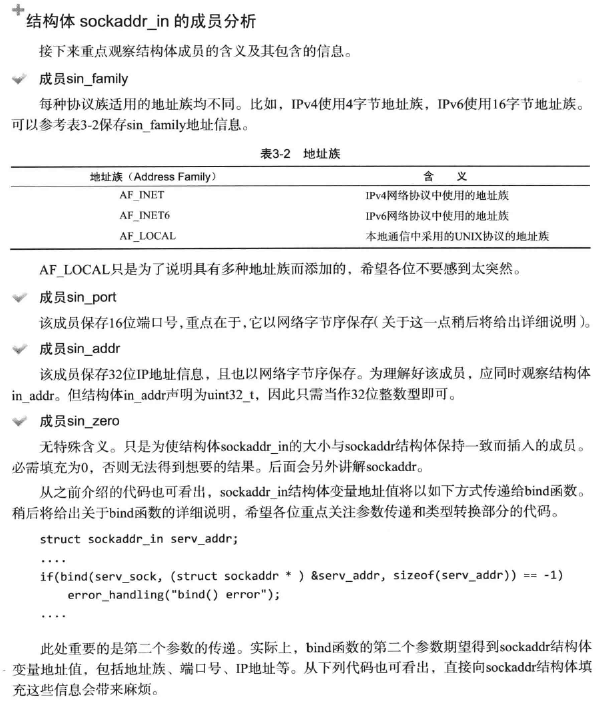 结构体 sockaddr_in 的成员分析
接下来重点观察结构体成员的含义及其包含的信息。
成员sin_family
每种协议族适用的地址族均不同。比如，IPv4使用4字节地址族，IPv6使用16字节地址族。
可以参考表3-2保存sin_family地址信息。
表3-2 地址族
地址族（Address Family） 含 义
AF_INET IPv4网络协议中使用的地址族
AF_INET6 IPv6网络协议中使用的地址族
AF_LOCAL 本地通信中采用的UNIX协议的地址族
AF_LOCAL只是为了说明具有多种地址族而添加的，希望各位不要感到太突然。
成员sin_port
该成员保存16位端口号，重点在于，它以网络字节序保存（关于这一点稍后将给出详细说明）。
成员sin_addr
该成员保存32位IP地址信息，且也以网络字节序保存。为理解好该成员，应同时观察结构体
in_addr。但结构体in_addr声明为uint32_t，因此只需当作32位整数型即可。
成员sin_zero
无特殊含义。只是为使结构体sockaddr_in的大小与sockaddr结构体保持一致而插入的成员。
必需填充为0，否则无法得到想要的结果。后面会另外讲解sockaddr。
从之前介绍的代码也可看出，sockaddr_in结构体变量地址值将以如下方式传递给bind函数。
稍后将给出关于bind函数的详细说明，希望各位重点关注参数传递和类型转换部分的代码。
struct sockaddr_in serv_addr;
....
if(bind(serv_sock, (struct sockaddr * ) &serv_addr, sizeof(serv_addr)) == -1)
error_handling("bind() error");
....
此处重要的是第二个参数的传递。实际上，bind函数的第二个参数期望得到sockaddr结构体
变量地址值，包括地址族、端口号、IP地址等。从下列代码也可看出，直接向sockaddr结构体填
充这些信息会带来麻烦。